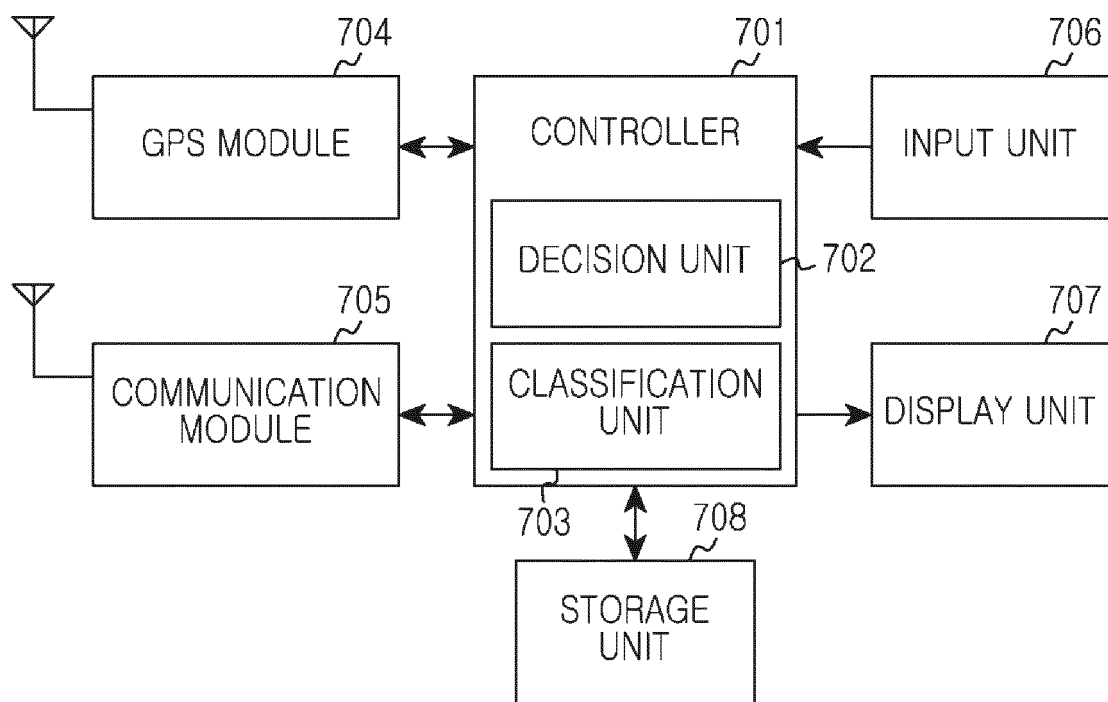 704
701
706
GPS MODULE
CONTROLLER
INPUT UNIT
DECISION UNIT
702
705
707
COMMUNICATION
MODULE
CLASSIFICATION
UNIT
DISPLAY UNIT
703
708
STORAGE
UNIT